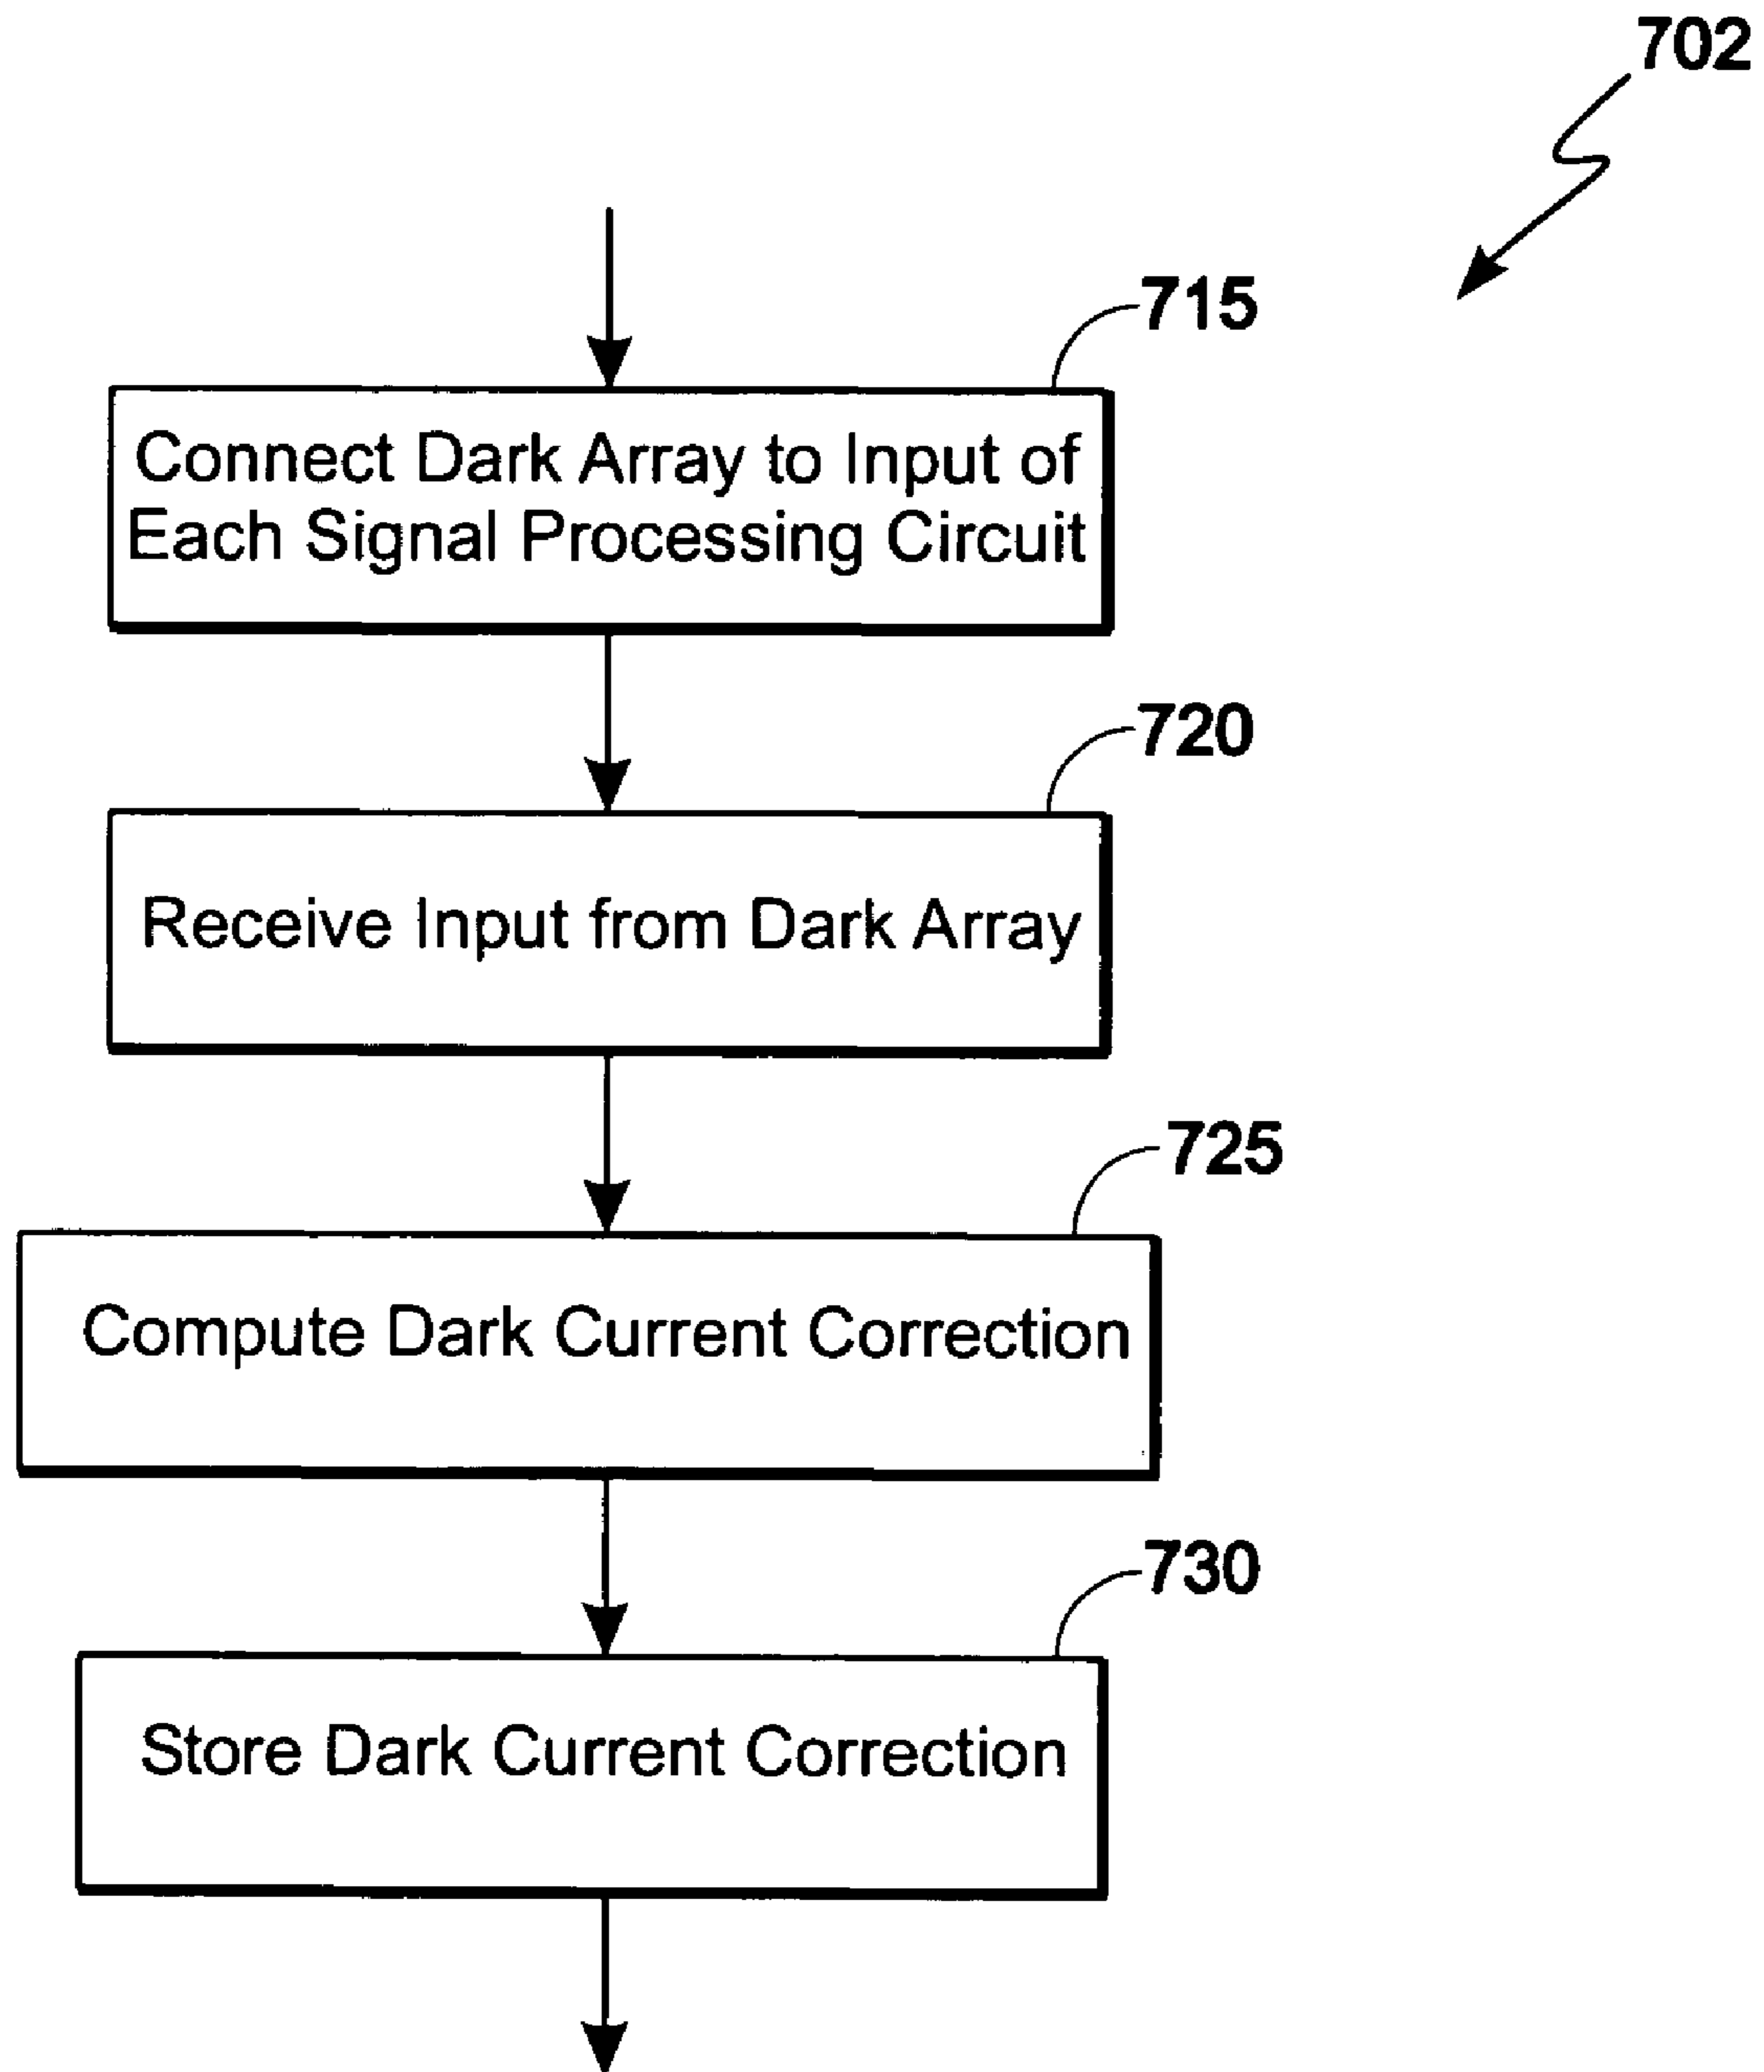 702
715
Connect Dark Array to Input of
Each Signal Processing Circuit
720
Receive Input from Dark Array
725
Compute Dark Current Correction
730
Store Dark Current Correction